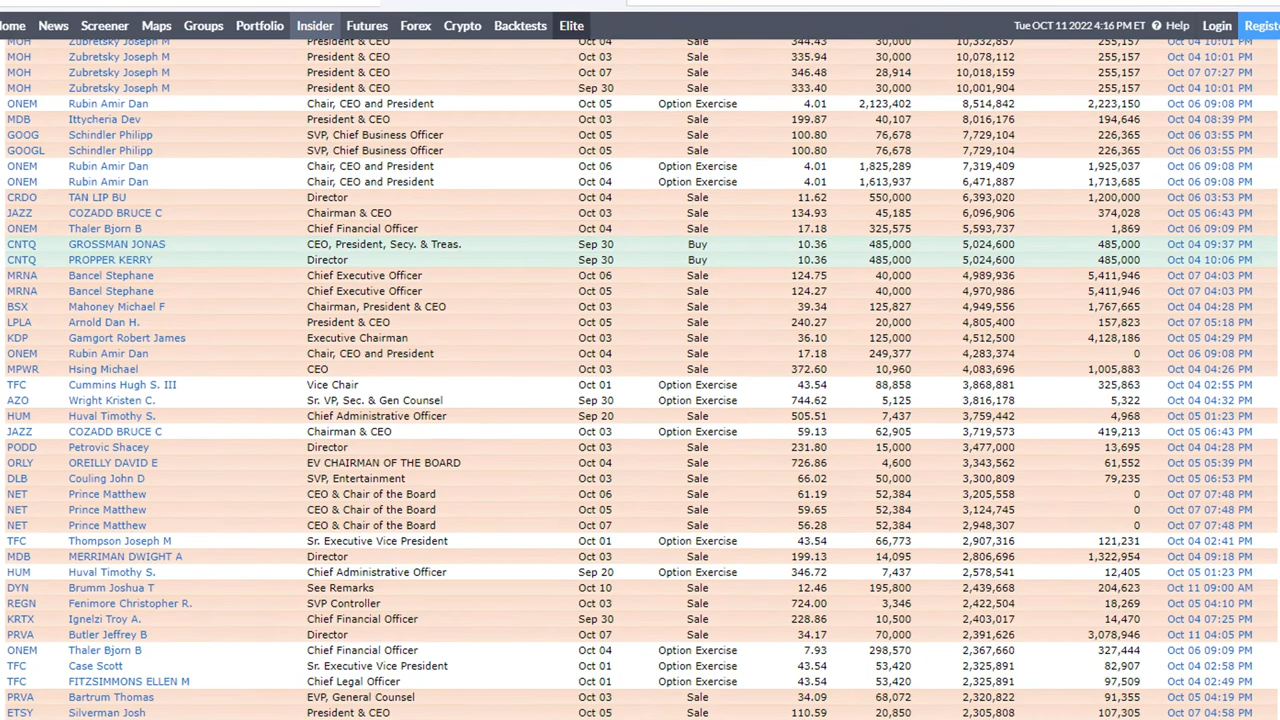 Home News Screener Maps Groups Portfolio Insider Futures Forex Crypto Backtests Elite Tue OCT 11 2022 4:16 PM ET Help Login Registe
MOH Zubretsky Joseph M President & CEO Oct 04 Sale 344.43 30,000 10,332,857 255,157 Oct 04 10:01 PM
MOH Zubretsky Joseph M President & CEO Oct 03 Sale 335.94 30,000 10,078,112 255,157 Oct 04 10:01 PM
MOH Zubretsky Joseph M President & CEO Oct 07 Sale 346.48 28,914 10,018,159 255,157 Oct 07 07:27 PM
MOH Zubretsky Joseph M President & CEO Sep 30 Sale 333.40 30,000 10,001,904 255,157 Oct 04 10:01 PM
ONEM Rubin Amir Dan Chair, CEO and President Oct 05 Option Exercise 4.01 2,123,402 8,514,842 2,223,150 Oct 06 09:08 PM
MDB Ittycheria Dev President & CEO Oct 03 Sale 199.87 40,107 8,016,176 194,646 Oct 04 08:39 PM
GOOG Schindler Philipp SVP, Chief Business Officer Oct 05 Sale 100.80 76,678 7,729,104 226,365 Oct 06 03:55 PM
GOOGL Schindler Philipp SVP, Chief Business Officer Oct 05 Sale 100.80 76,678 7,729,104 226,365 Oct 06 03:55 PM
ONEM Rubin Amir Dan Chair, CEO and President Oct 06 Option Exercise 4.01 1,825,289 7,319,409 1,925,037 Oct 06 09:08 PM
ONEM Rubin Amir Dan Chair, CEO and President Oct 04 Option Exercise 4.01 1,613,937 6,471,887 1,713,685 Oct 06 09:08 PM
CRDO TAN LIP BU Director Oct 04 Sale 11.62 550,000 6,393,020 1,200,000 Oct 06 03:53 PM
JAZZ COZADD BRUCE C Chairman & CEO Oct 03 Sale 134.93 45,185 6,096,906 374,028 Oct 05 06:43 PM
ONEM Thaler Bjorn B Chief Financial Officer Oct 04 Sale 17.18 325,575 5,593,737 1,869 Oct 06 09:09 PM
CNTQ GROSSMAN JONAS CEO, President, Secy. & Treas. Sep 30 Buy 10.36 485,000 5,024,600 485,000 Oct 04 09:37 PM
CNTQ PROPPER KERRY Director Sep 30 Buy 10.36 485,000 5,024,600 485,000 Oct 04 10:06 PM
MRNA Bancel Stephane Chief Executive Officer Oct 06 Sale 124.75 40,000 4,989,936 5,411,946 Oct 07 04:03 PM
MRNA Bancel Stephane Chief Executive Officer Oct 05 Sale 124.27 40,000 4,970,986 5,411,946 Oct 07 04:03 PM
BSX Mahoney Michael F Chairman, President & CEO Oct 03 Sale 39.34 125,827 4,949,556 1,767,665 Oct 04 04:28 PM
LPLA Arnold Dan H. President & CEO Oct 05 Sale 240.27 20,000 4,805,400 157,823 Oct 07 05:18 PM
KDP Gamgort Robert James Executive Chairman Oct 03 Sale 36.10 125,000 4,512,500 4,128,186 Oct 05 04:29 PM
ONEM Rubin Amir Dan Chair, CEO and President Oct 04 Sale 17.18 249,377 4,283,374 0 Oct 06 09:08 PM
MPWR Hsing Michael CEO Oct 03 Sale 372.60 10,960 4,083,696 1,005,883 Oct 04 04:26 PM
TFC Cummins Hugh S. III Vice Chair Oct 01 Option Exercise 43.54 88,858 3,868,881 325,863 Oct 04 02:55 PM
AZO Wright Kristen C. Sr. VP, Sec. & Gen Counsel Sep 30 Option Exercise 744.62 5,125 3,816,178 5,322 Oct 04 04:32 PM
HUM Huval Timothy S. Chief Administrative Officer Sep 20 Sale 505.51 7,437 3,759,442 4,968 Oct 05 01:23 PM
JAZZ COZADD BRUCE C Chairman & CEO Oct 03 Option Exercise 59.13 62,905 3,719,573 419,213 Oct 05 06:43 PM
PODD Petrovic Shacey Director Oct 03 Sale 231.80 15,000 3,477,000 13,695 Oct 04 04:28 PM
ORLY OREILLY DAVID E EV CHAIRMAN OF THE BOARD Oct 04 Sale 726.86 4,600 3,343,562 61,552 Oct 05 05:39 PM
DLB Couling John D SVP, Entertainment Oct 03 Sale 66.02 50,000 3,300,809 79,235 Oct 05 06:53 PM
NET Prince Matthew CEO & Chair of the Board Oct 06 Sale 61.19 52,384 3,205,558 0 Oct 07 07:48 PM
NET Prince Matthew CEO & Chair of the Board Oct 05 Sale 59.65 52,384 3,124,745 0 Oct 07 07:48 PM
NET Prince Matthew CEO & Chair of the Board Oct 07 Sale 56.28 52,384 2,948,307 0 Oct 07 07:48 PM
TFC Thompson Joseph M Sr. Executive Vice President Oct 01 Option Exercise 43.54 66,773 2,907,316 121,231 Oct 04 02:41 PM
MDB MERRIMAN DWIGHT A Director Oct 03 Sale 199.13 14,095 2,806,696 1,322,954 Oct 04 09:18 PM
HUM Huval Timothy S. Chief Administrative Officer Sep 20 Option Exercise 346.72 7,437 2,578,541 12,405 Oct 05 01:23 PM
DYN Brumm Joshua T See Remarks Oct 10 Sale 12.46 195,800 2,439,668 204,623 Oct 11 09:00 AM
REGN Fenimore Christopher R. SVP Controller Oct 03 Sale 724.00 3,346 2,422,504 18,269 Oct 05 04:10 PM
KRTX Ignelzi Troy A. Chief Financial Officer Sep 30 Sale 228.86 10,500 2,403,017 14,470 Oct 04 07:25 PM
PRVA Butler Jeffrey B Director Oct 07 Sale 34.17 70,000 2,391,626 3,078,946 Oct 11 04:05 PM
ONEM Thaler Bjorn B Chief Financial Officer Oct 04 Option Exercise 7.93 298,570 2,367,660 327,444 Oct 06 09:09 PM
TFC Case Scott Sr. Executive Vice President Oct 01 Option Exercise 43.54 53,420 2,325,891 82,907 Oct 04 02:58 PM
TFC FITZSIMMONS ELLEN M Chief Legal Officer Oct 01 Option Exercise 43.54 53,420 2,325,891 97,509 Oct 04 02:49 PM
PRVA Bartrum Thomas EVP, General Counsel Oct 03 Sale 34.09 68,072 2,320,822 91,355 Oct 05 04:19 PM
ETSY Silverman Josh President & CEO Oct 05 Sale 110.59 20,850 2,305,808 107,305 Oct 07 04:58 PM